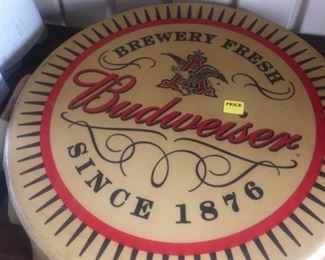 BREWERY FRESH
Budweiser
PRICE
SINCE 1876